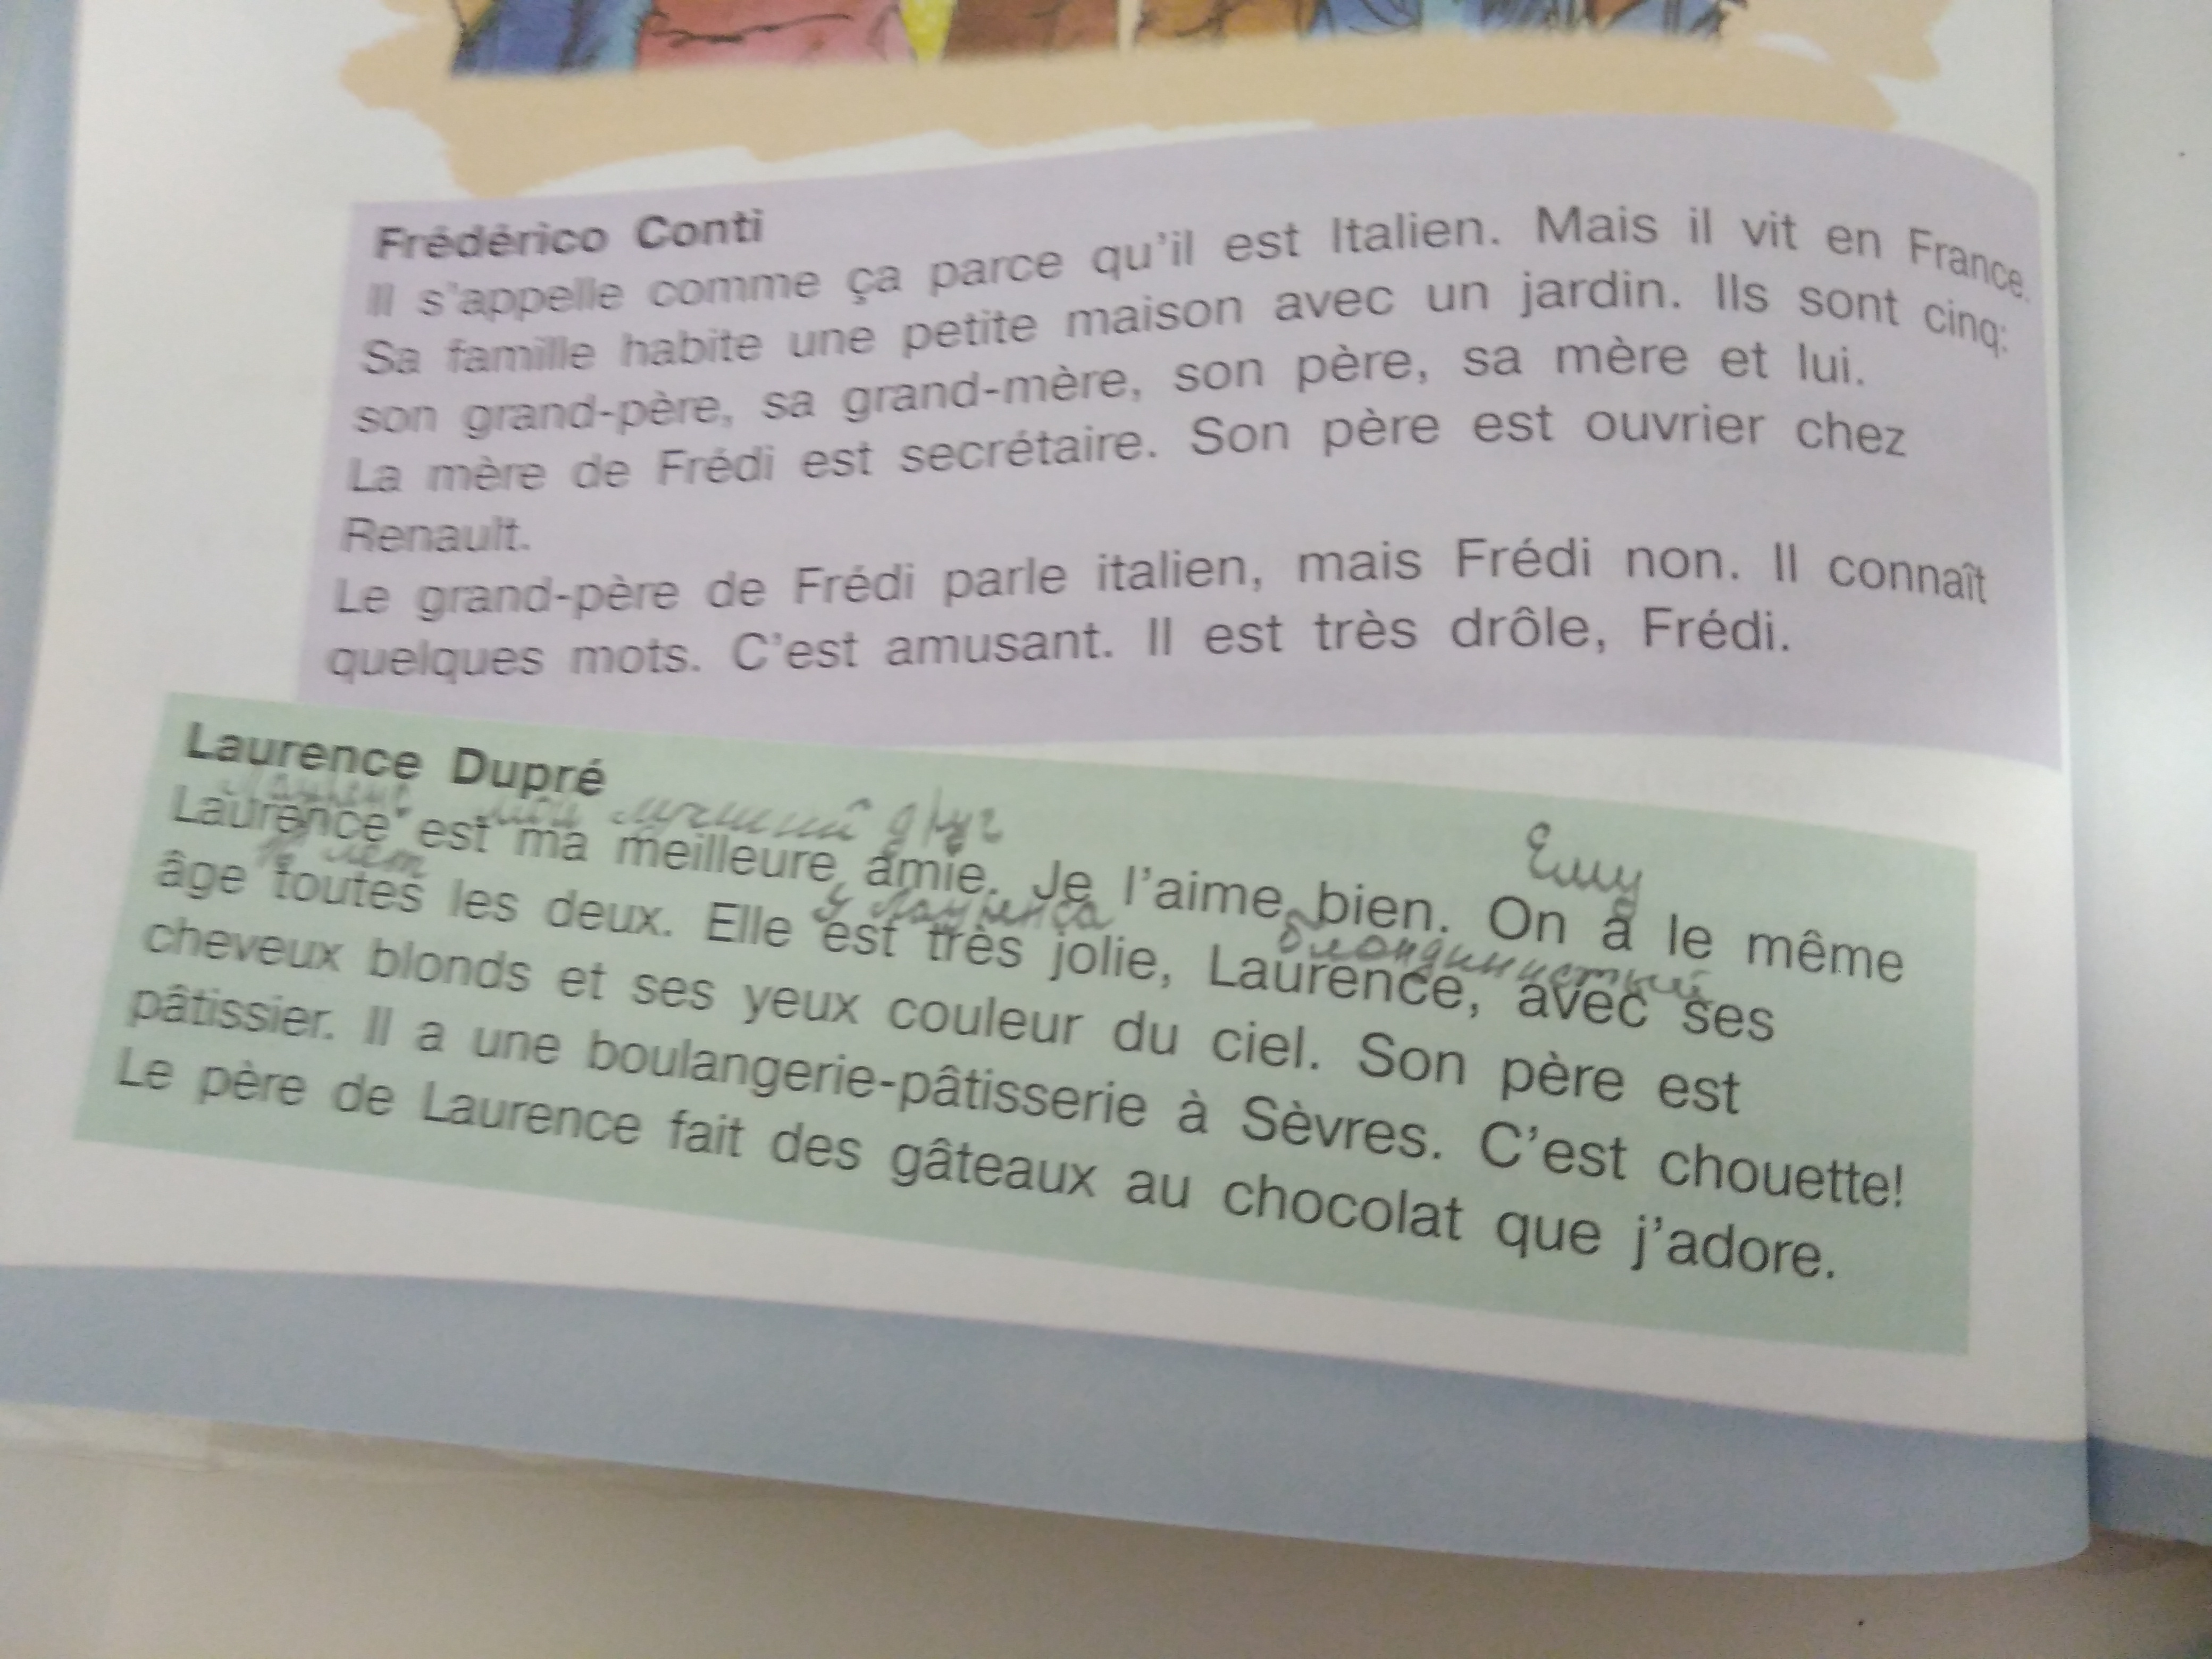 Frédérico Conti
Il s'appelle comme ça parce qu'il est Italien. Mais il vit en France.
Sa famille habite une petite maison avec un jardin. Ils sont cinq:
son grand-père, sa grand-mère, son père, sa mère et lui.
La mère de Frédi est secrétaire. Son père est ouvrier chez
Renault.
Le grand-père de Frédi parle italien, mais Frédi non. Il connaît
quelques mots. C'est amusant. Il est très drôle, Frédi.
Laurence Dupré
друг
Laurence est ma meilleure amie. Je l'aime bien. On a le même
лет у Лауренса
âge toutes les deux. Elle est très jolie, Laurence, avec ses
cheveux blonds et ses yeux couleur du ciel. Son père est
pâtissier. Il a une boulangerie-pâtisserie à Sèvres. C'est chouette!
Le père de Laurence fait des gâteaux au chocolat que j'adore.